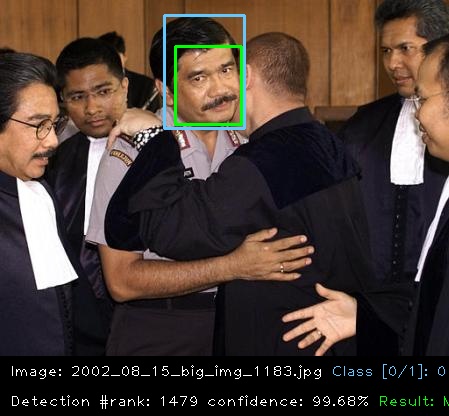 Image: 2002_08_15_big_img_1183.jpg Class [0/1]: 0
Detection #rank: 1479 confidence: 99.68% Result: M